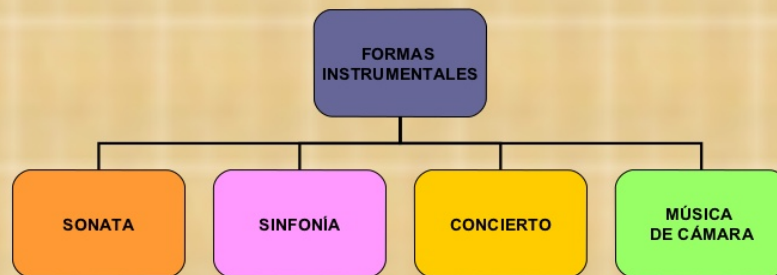 FORMAS
INSTRUMENTALES
SONATA
SINFONÍA
CONCIERTO
MÚSICA
DE CÁMARA